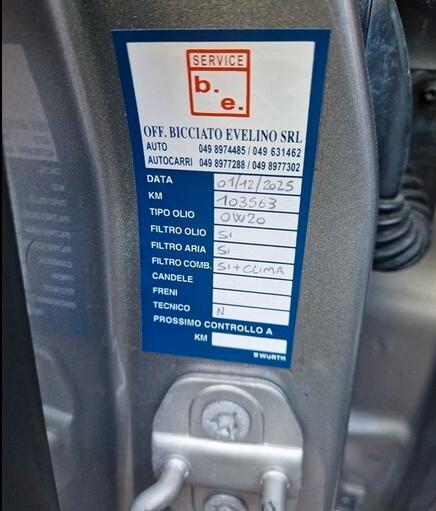 SERVICE
b.
e.
OFF. BICCIATO EVELINO SRL
AUTO 049 8974485 / 049 631462
AUTOCARRI 049 8977288 / 049 8977302
DATA 01/12/2025
KM 103563
TIPO OLIO 0W20
FILTRO OLIO SI
FILTRO ARIA SI
FILTRO COMB. SI+CLIMA
CANDELE
FRENI
TECNICO N
PROSSIMO CONTROLLO A
KM
WÜRTH